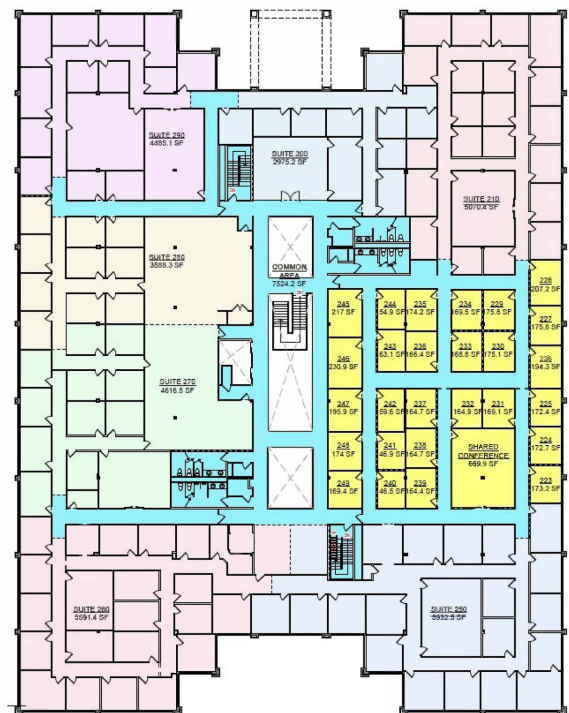 SUITE 290
4485.1 SF
SUITE 200
2975.2 SF
SUITE 210
5070.4 SF
SUITE 280
3588.3 SF
COMMON
AREA
7524.2 SF
228
207.2 SF
245
217 SF
244
54.9 SF
235
174.2 SF
234
169.5 SF
229
175.8 SF
227
175.8 SF
246
230.9 SF
243
63.1 SF
236
166.4 SF
233
168.8 SF
230
175.1 SF
226
194.3 SF
SUITE 270
4616.5 SF
247
195.9 SF
242
59.6 SF
237
164.7 SF
232
164.9 SF
231
169.1 SF
225
172.4 SF
248
174 SF
241
46.9 SF
238
164.7 SF
SHARED
CONFERENCE
669.9 SF
224
172.7 SF
249
169.4 SF
240
46.5 SF
239
164.4 SF
223
173.2 SF
SUITE 260
5591.4 SF
SUITE 250
5932.5 SF